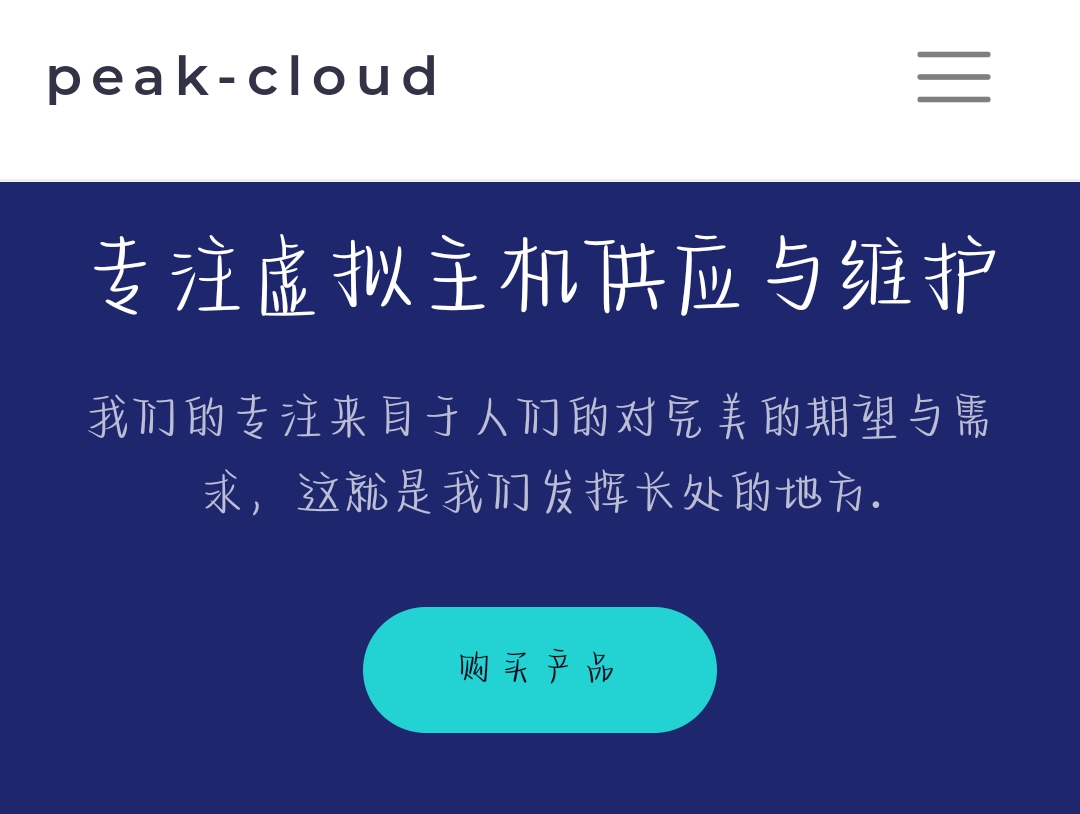 peak-cloud
专注虚拟主机供应与维护
我们的专注来自于人们的对完美的期望与需
求，这就是我们发挥长处的地方.
购买产品